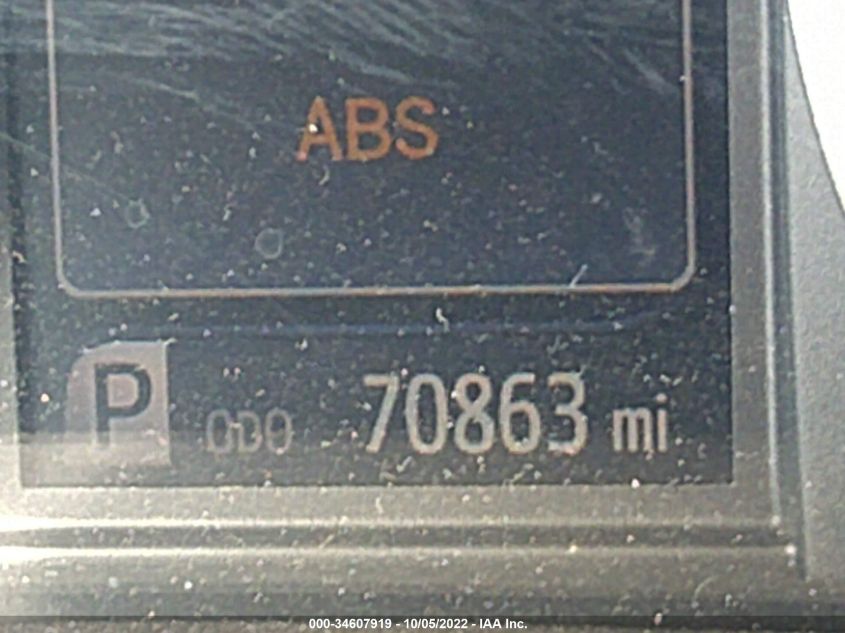 ABS
P ODO 70863 mi
000-34607919 - 10/05/2022 - IAA Inc.